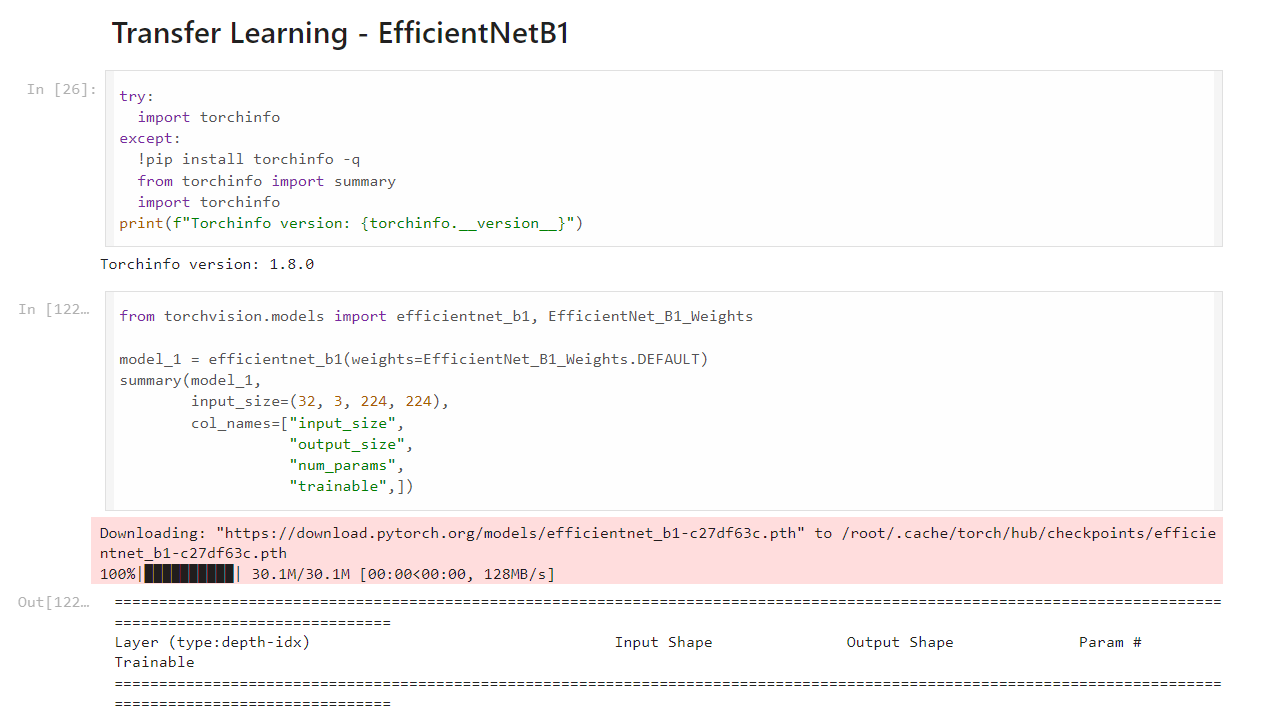 Transfer Learning - EfficientNetB1
In [26]:
try:
  import torchinfo
except:
  !pip install torchinfo -q
  from torchinfo import summary
  import torchinfo
print(f"Torchinfo version: {torchinfo.__version__}")
Torchinfo version: 1.8.0
In [122…
from torchvision.models import efficientnet_b1, EfficientNet_B1_Weights

model_1 = efficientnet_b1(weights=EfficientNet_B1_Weights.DEFAULT)
summary(model_1,
        input_size=(32, 3, 224, 224),
        col_names=["input_size",
                   "output_size",
                   "num_params",
                   "trainable",])
Downloading: "https://download.pytorch.org/models/efficientnet_b1-c27df63c.pth" to /root/.cache/torch/hub/checkpoints/efficie
ntnet_b1-c27df63c.pth
100%|██████████| 30.1M/30.1M [00:00<00:00, 128MB/s]
Out[122…
============================================================================================================================
===============================
Layer (type:depth-idx)                                  Input Shape               Output Shape              Param #
Trainable
============================================================================================================================
===============================